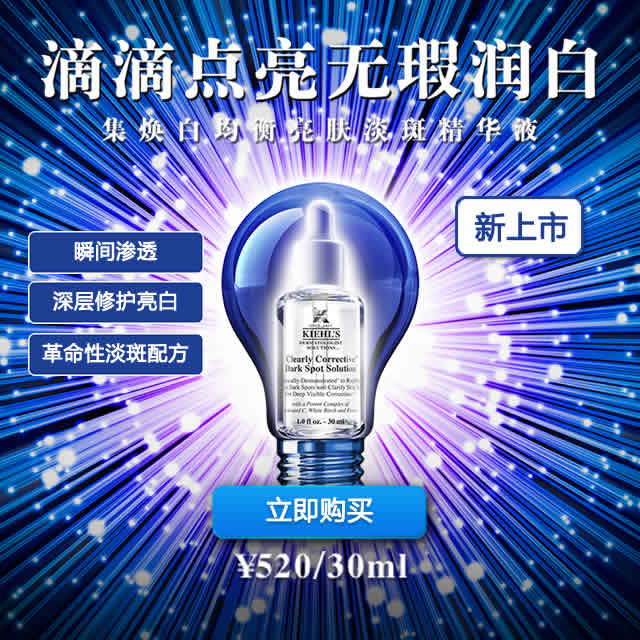 滴滴点亮无瑕润白
集焕白均衡亮肤淡斑精华液
新上市
瞬间渗透
深层修护亮白
革命性淡斑配方
KIEHL'S
DERMATOLOGIST
SOLUTIONS
Clearly Corrective
Dark Spot Solution
1.0 fl. oz. - 30 ml
立即购买
¥520/30ml